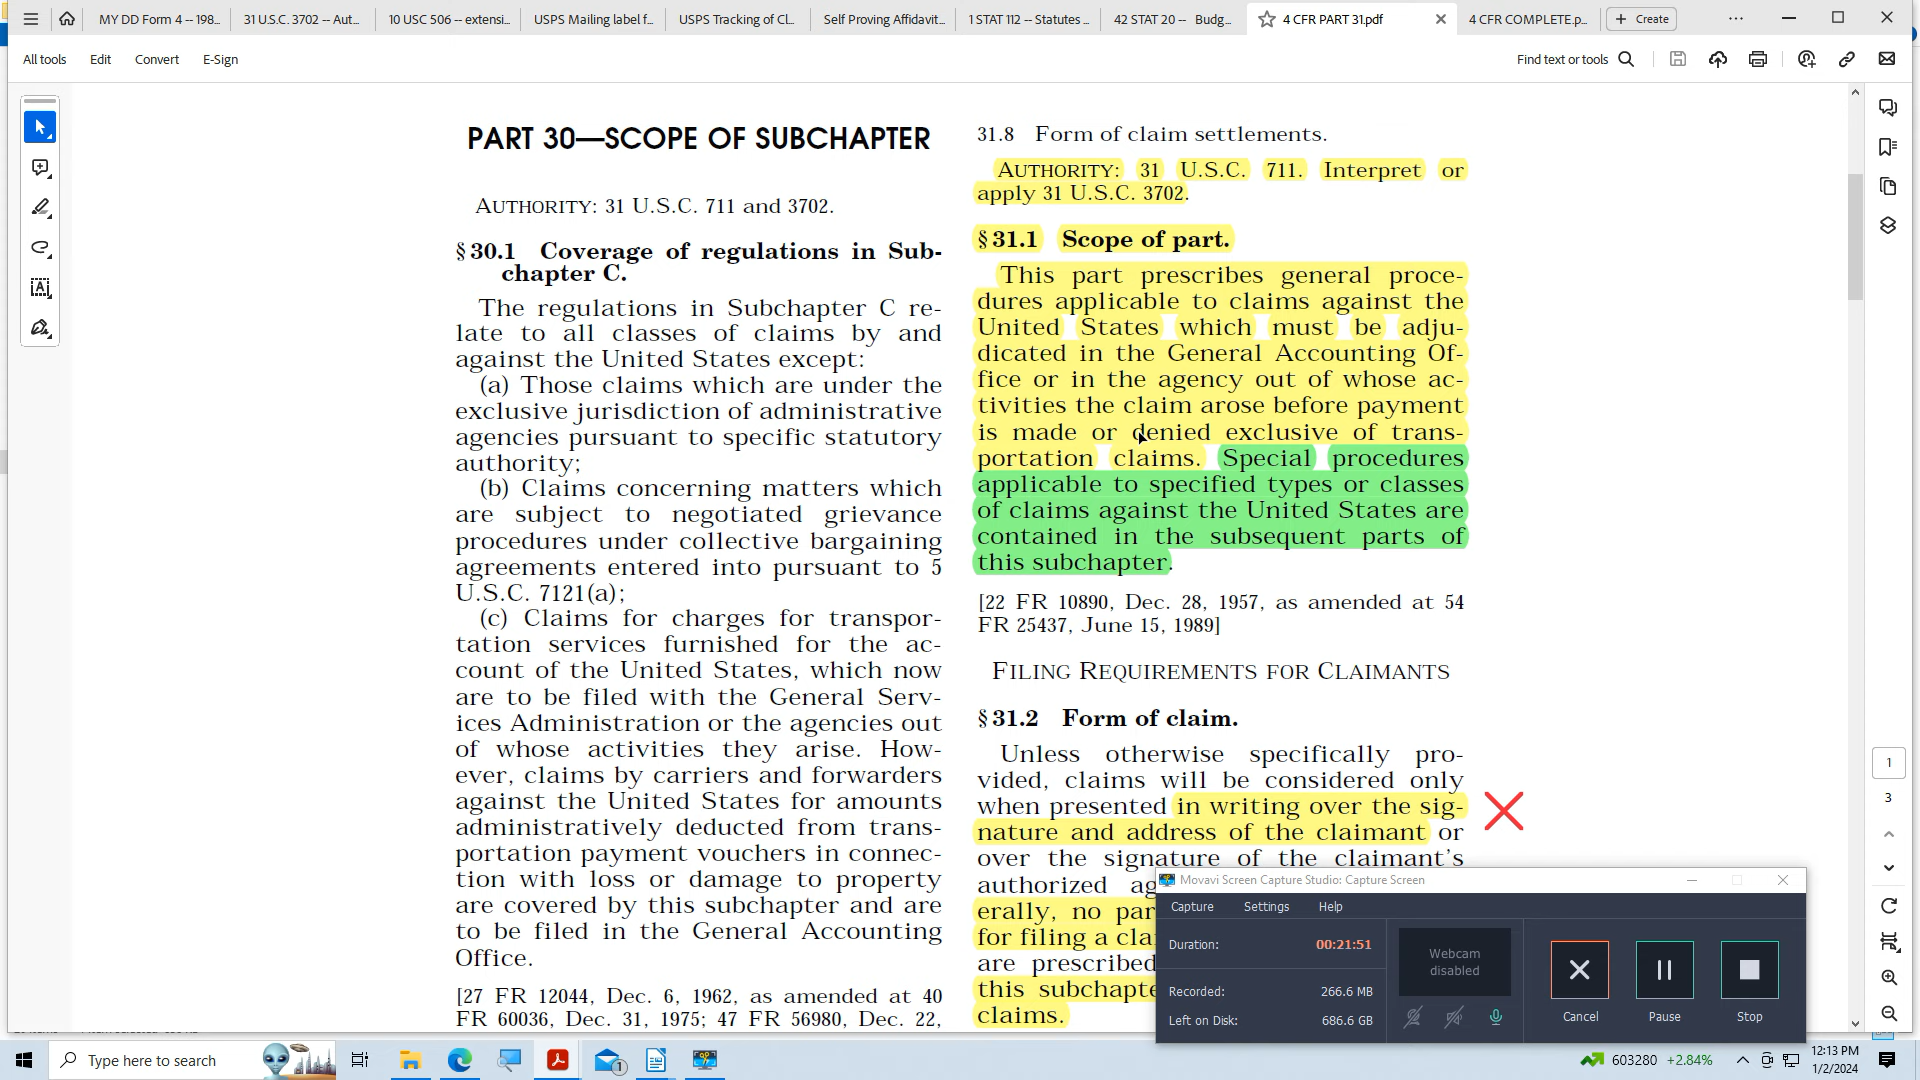 MY DD Form 4 -- 198...
31 U.S.C. 3702 -- Aut...
10 USC 506 -- extensi...
USPS Mailing label f...
USPS Tracking of Cl...
Self Proving Affidavit...
1 STAT 112 -- Statutes ...
42 STAT 20 -- Budg...
4 CFR PART 31.pdf
4 CFR COMPLETE.p...
+ Create
All tools
Edit
Convert
E-Sign
Find text or tools
PART 30—SCOPE OF SUBCHAPTER
AUTHORITY: 31 U.S.C. 711 and 3702.
§ 30.1 Coverage of regulations in Sub-
chapter C.
The regulations in Subchapter C re-
late to all classes of claims by and
against the United States except:
(a) Those claims which are under the
exclusive jurisdiction of administrative
agencies pursuant to specific statutory
authority;
(b) Claims concerning matters which
are subject to negotiated grievance
procedures under collective bargaining
agreements entered into pursuant to 5
U.S.C. 7121(a);
(c) Claims for charges for transpor-
tation services furnished for the ac-
count of the United States, which now
are to be filed with the General Serv-
ices Administration or the agencies out
of whose activities they arise. How-
ever, claims by carriers and forwarders
against the United States for amounts
administratively deducted from trans-
portation payment vouchers in connec-
tion with loss or damage to property
are covered by this subchapter and are
to be filed in the General Accounting
Office.
[27 FR 12044, Dec. 6, 1962, as amended at 40
FR 60036, Dec. 31, 1975; 47 FR 56980, Dec. 22,
31.8 Form of claim settlements.
AUTHORITY: 31 U.S.C. 711. Interpret or
apply 31 U.S.C. 3702.
§ 31.1 Scope of part.
This part prescribes general proce-
dures applicable to claims against the
United States which must be adju-
dicated in the General Accounting Of-
fice or in the agency out of whose ac-
tivities the claim arose before payment
is made or denied exclusive of trans-
portation claims. Special procedures
applicable to specified types or classes
of claims against the United States are
contained in the subsequent parts of
this subchapter.
[22 FR 10890, Dec. 28, 1957, as amended at 54
FR 25437, June 15, 1989]
FILING REQUIREMENTS FOR CLAIMANTS
§ 31.2 Form of claim.
Unless otherwise specifically pro-
vided, claims will be considered only
when presented in writing over the sig-
nature and address of the claimant or
over the signature of the claimant's
authorized ag
erally, no par
for filing a clai
are prescribed
this subchapte
claims.
1
3
Movavi Screen Capture Studio: Capture Screen
Capture
Settings
Help
Duration:
00:21:51
Recorded:
266.6 MB
Left on Disk:
686.6 GB
Webcam
disabled
Cancel
Pause
Stop
Type here to search
1
603280 +2.84%
12:13 PM
1/2/2024